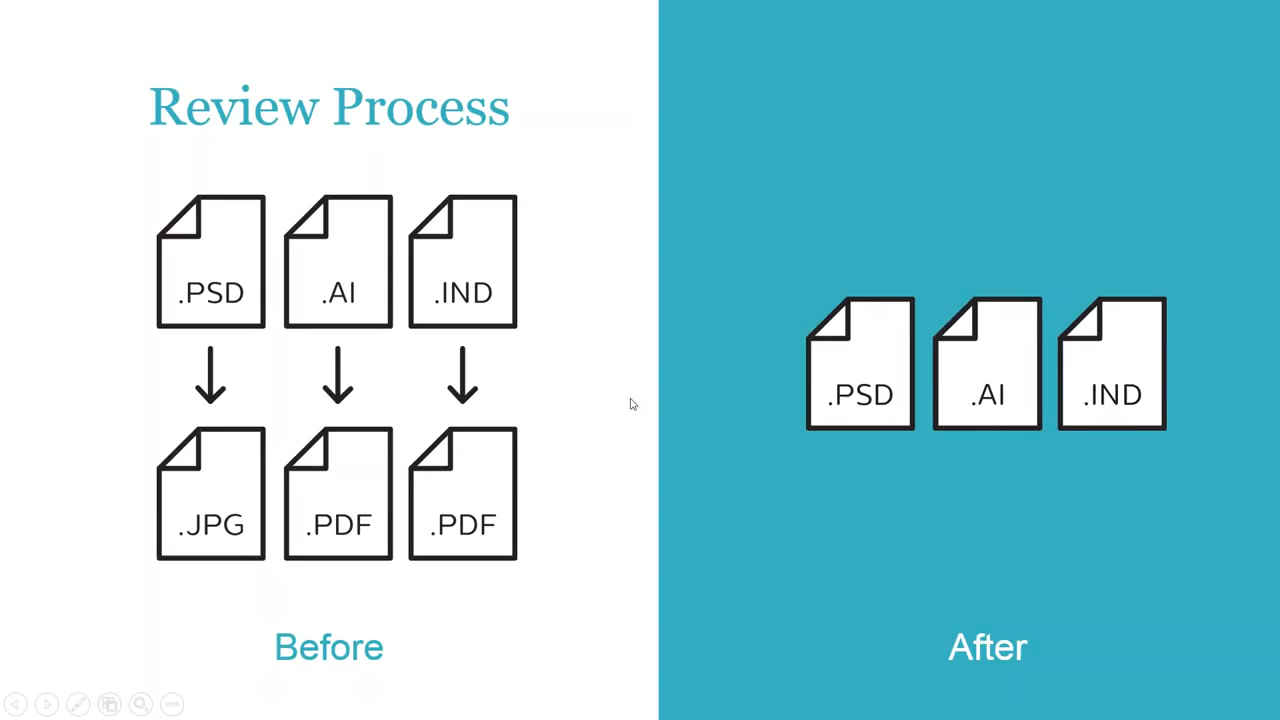 Review Process
.PSD .AI .IND
.JPG .PDF .PDF
Before
.PSD .AI .IND
After